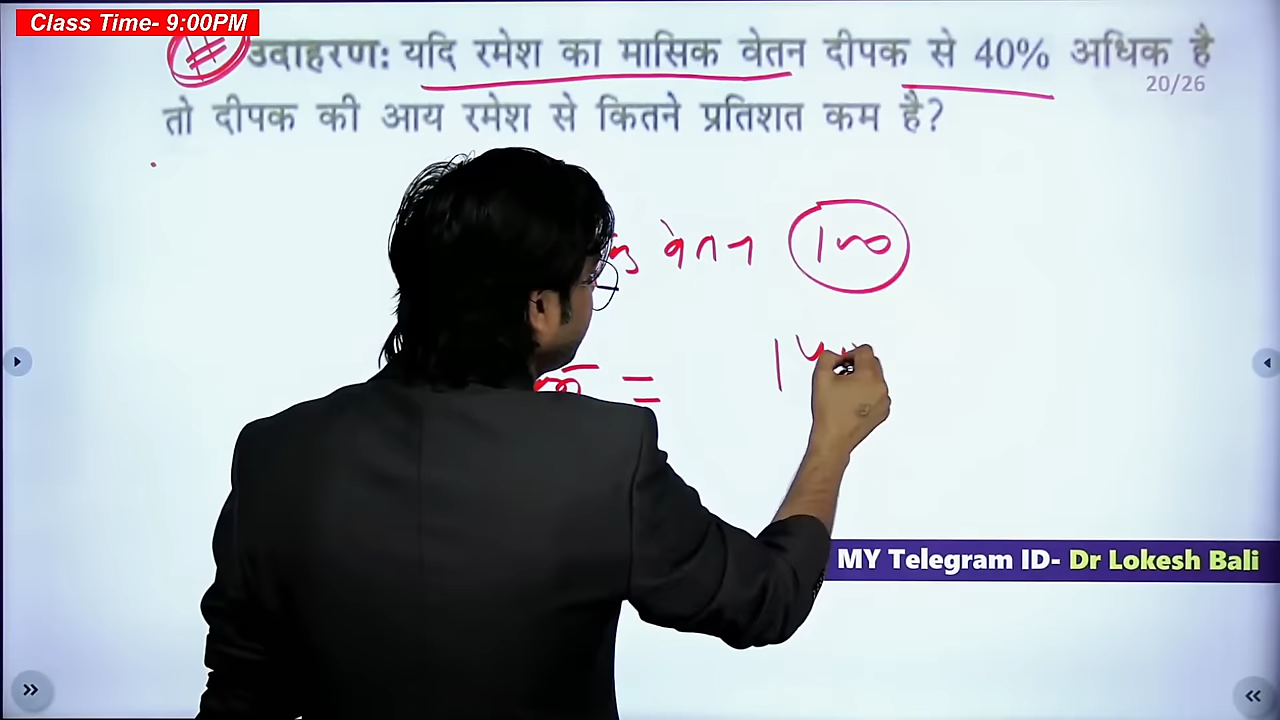 Class Time- 9:00PM
उदाहरण: यदि रमेश का मासिक वेतन दीपक से 40% अधिक है
20/26
तो दीपक की आय रमेश से कितने प्रतिशत कम है?
वेतन 100
=
MY Telegram ID- Dr Lokesh Bali